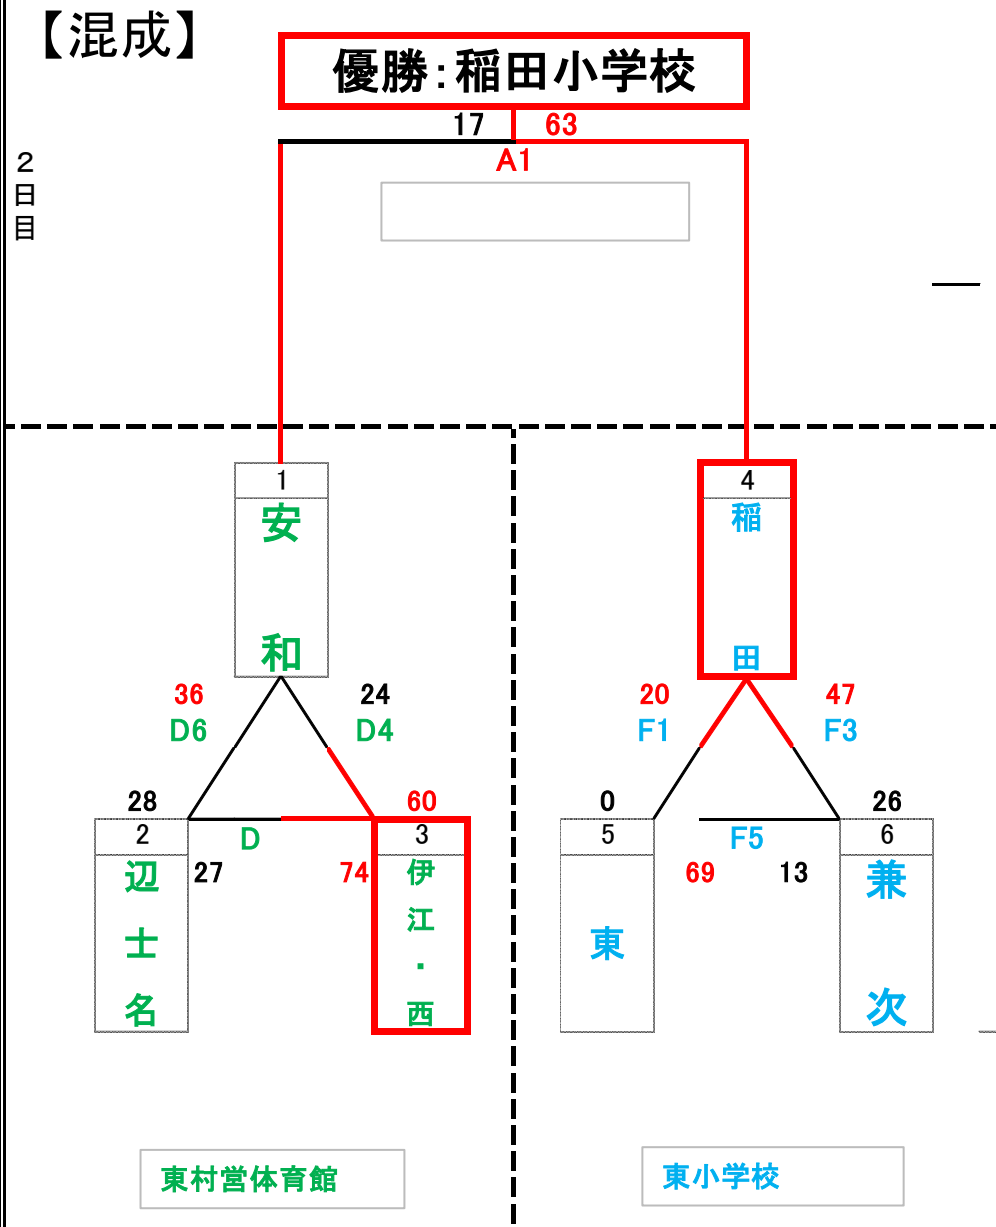 【混成】
優勝：稲田小学校
17 63
A1
2日目
1 4
安和 稲田
36 24 20 47
D6 D4 F1 F3
28 60 0 26
2 3 5 6
D F5
27 74 69 13
辺士名 伊江・西 東 兼次
東村営体育館 東小学校